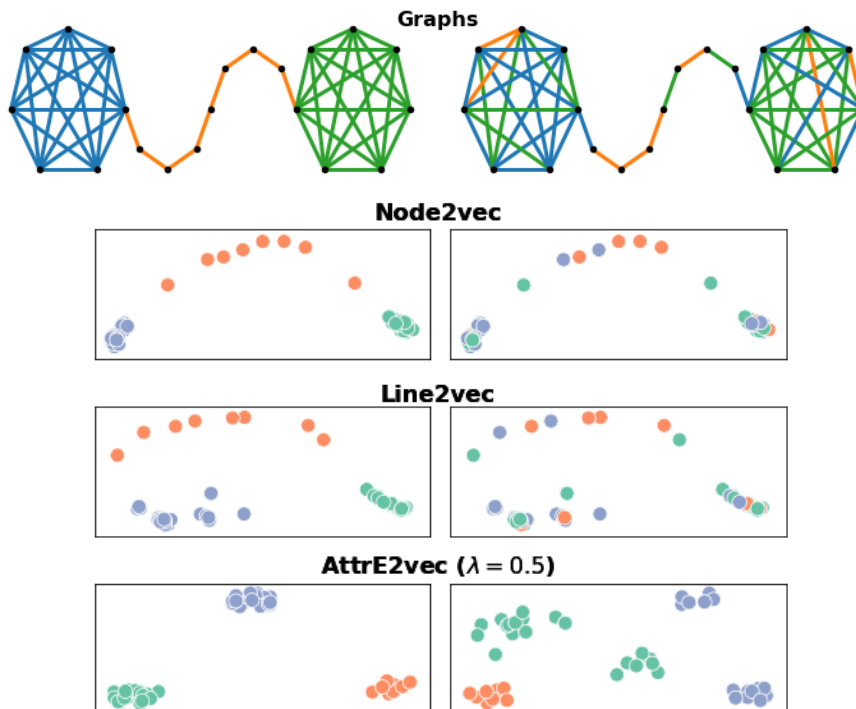 Graphs
Node2vec
Line2vec
AttrE2vec (λ = 0.5)